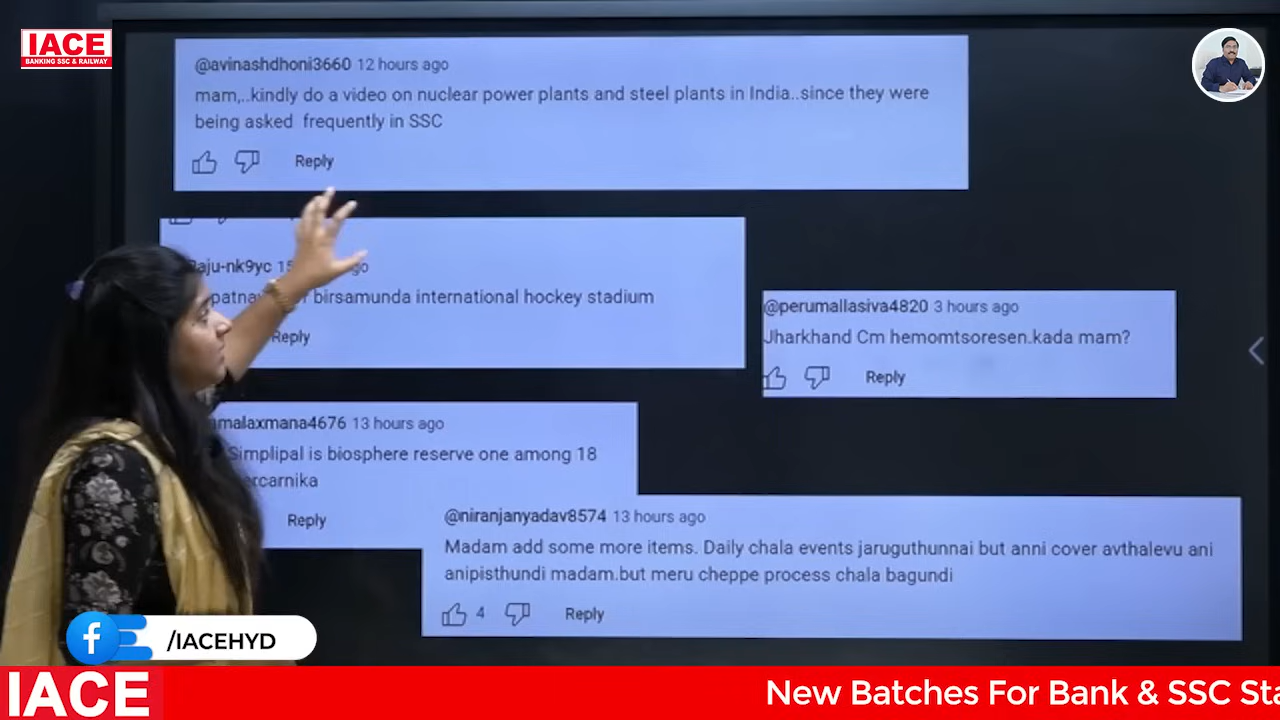 IACE
BANKING SSC & RAILWAY
@avinashdhoni3660 12 hours ago
mam,..kindly do a video on nuclear power plants and steel plants in India..since they were
being asked frequently in SSC
Reply
birsamunda international hockey stadium
Reply
@perumallasiva4820 3 hours ago
Jharkhand Cm hemomtsoresen.kada mam?
Reply
13 hours ago
Simplipal is biosphere reserve one among 18
Reply
@niranjanyadav8574 13 hours ago
Madam add some more items. Daily chala events jaruguthunnai but anni cover avthalevu ani
anipisthundi madam.but meru cheppe process chala bagundi
4 Reply
f /IACEHYD
IACE New Batches For Bank & SSC